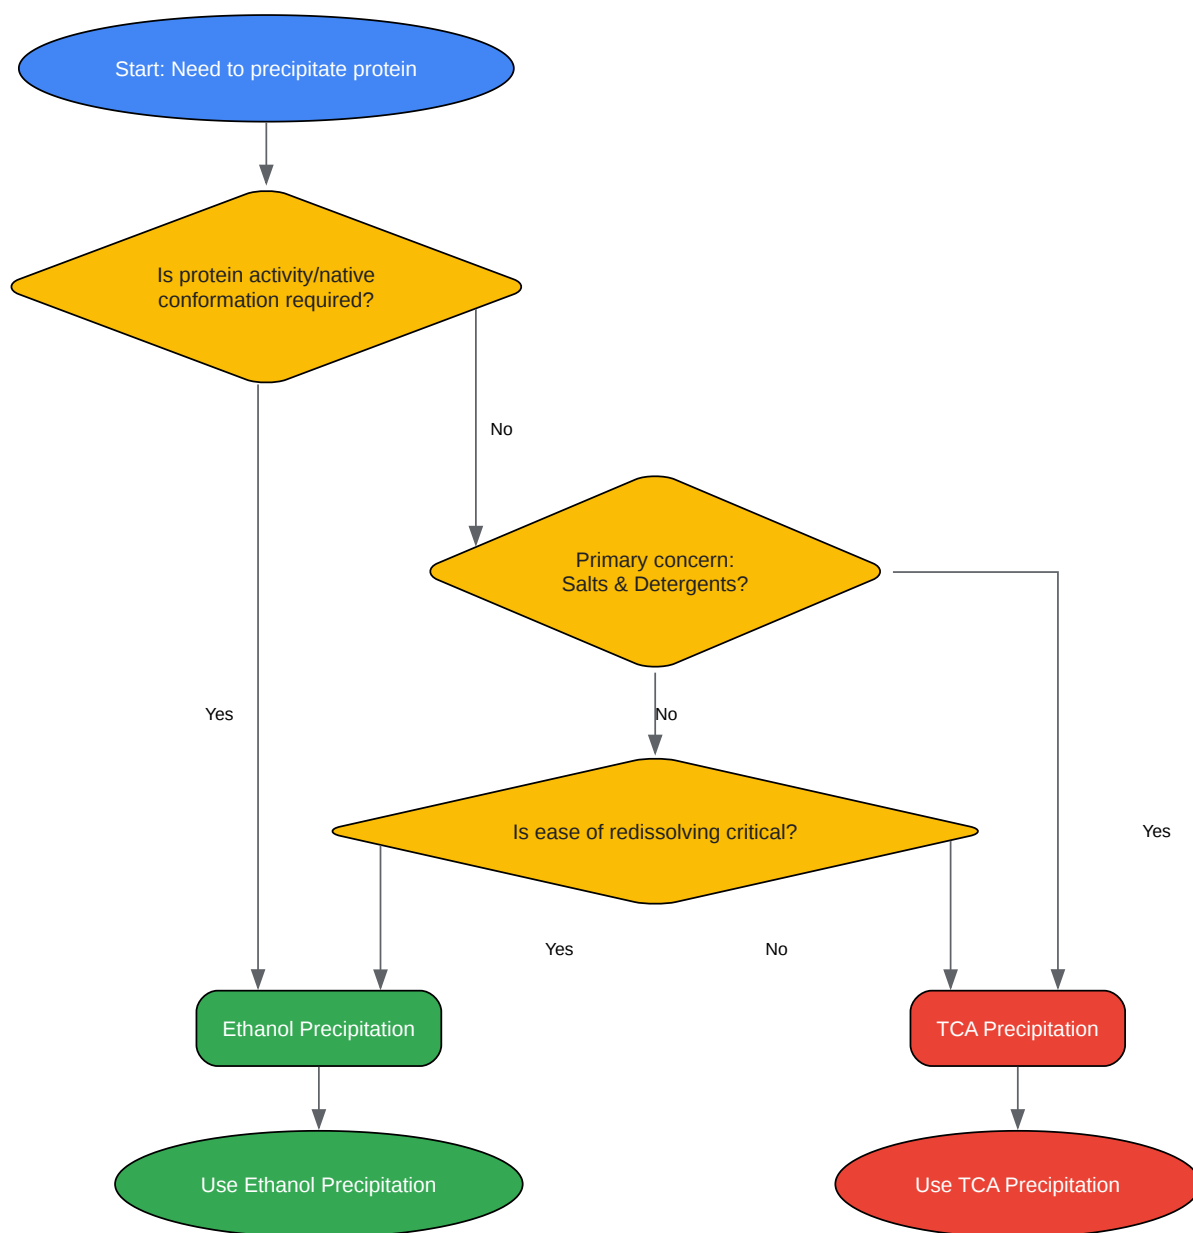 Start: Need to precipitate protein
Is protein activity/native
conformation required?
No
Primary concern:
Salts & Detergents?
Yes
No
Is ease of redissolving critical?
Yes
Yes
No
Ethanol Precipitation
TCA Precipitation
Use Ethanol Precipitation
Use TCA Precipitation